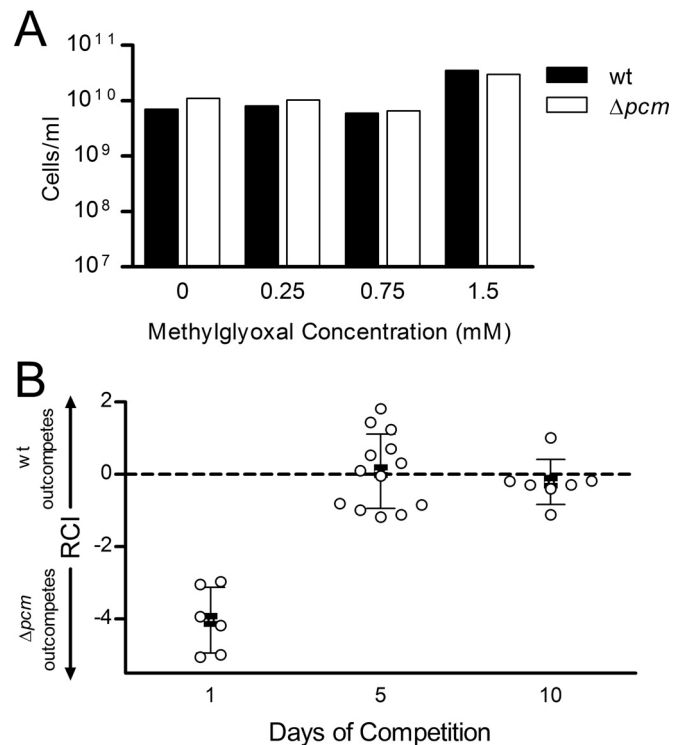 A
10^11
10^10
10^9
10^8
10^7
Cells/ml
wt
Δpcm
0 0.25 0.75 1.5
Methylglyoxal Concentration (mM)
B
wt
outcompetes
RCI
Δpcm
outcompetes
2
0
-2
-4
1 5 10
Days of Competition